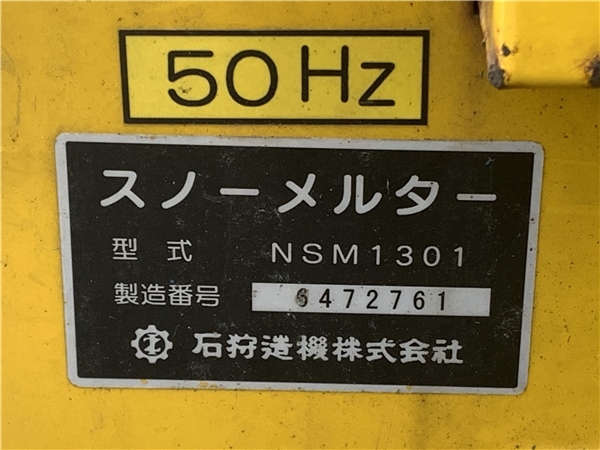 50Hz
スノーメルター
型式 NSM1301
製造番号 6472761
石狩造機株式会社